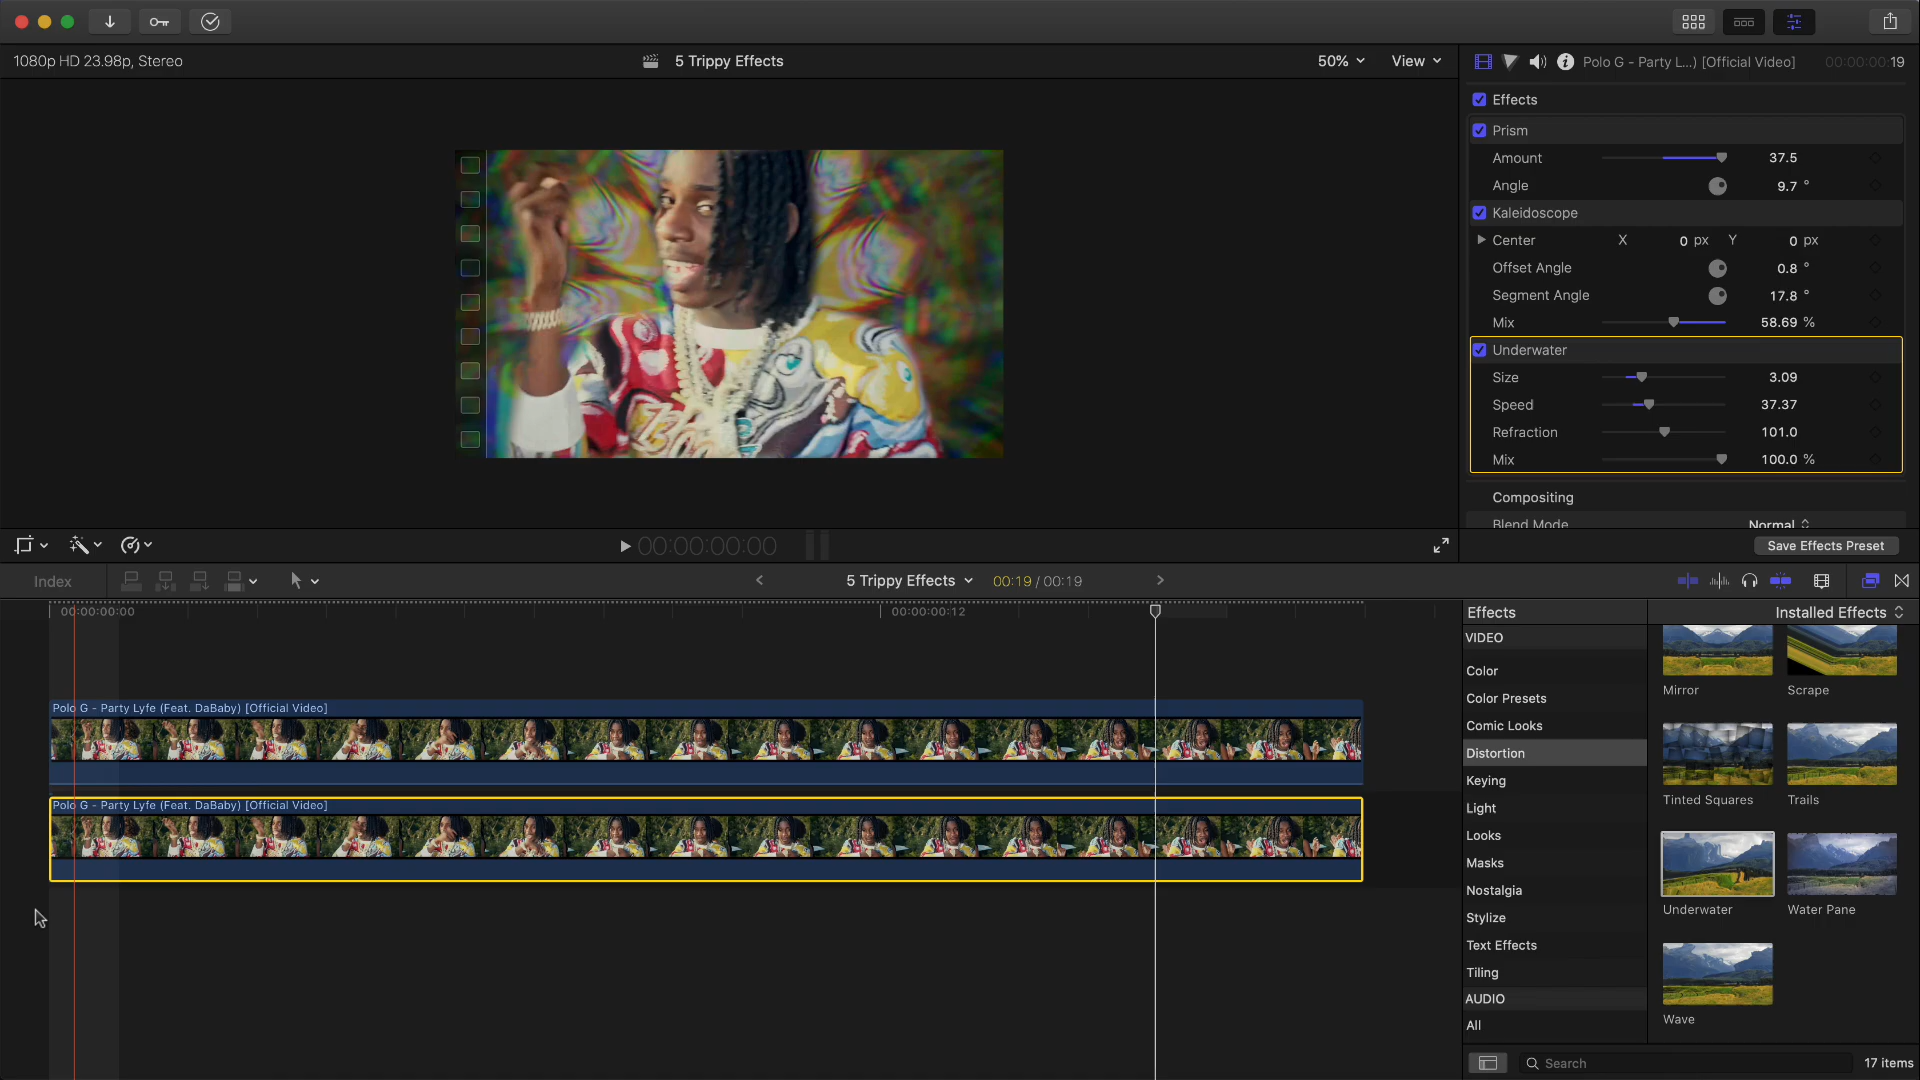 1080p HD 23.98p, Stereo
5 Trippy Effects
50%
View
Polo G - Party L...) [Official Video]
00:00:00:19
Effects
Prism
Amount 37.5
Angle 9.7 °
Kaleidoscope
Center X 0 px Y 0 px
Offset Angle 0.8 °
Segment Angle 17.8 °
Mix 58.69 %
Underwater
Size 3.09
Speed 37.37
Refraction 101.0
Mix 100.0 %
Compositing
Blend Mode Normal
Save Effects Preset
00:00:00:00
Index
5 Trippy Effects
00:19 / 00:19
00:00:00:00
00:00:00:12
Polo G - Party Lyfe (Feat. DaBaby) [Official Video]
Polo G - Party Lyfe (Feat. DaBaby) [Official Video]
Effects
Installed Effects
VIDEO
Color
Color Presets
Comic Looks
Distortion
Keying
Light
Looks
Masks
Nostalgia
Stylize
Text Effects
Tiling
AUDIO
All
Mirror
Scrape
Tinted Squares
Trails
Underwater
Water Pane
Wave
Search
17 items